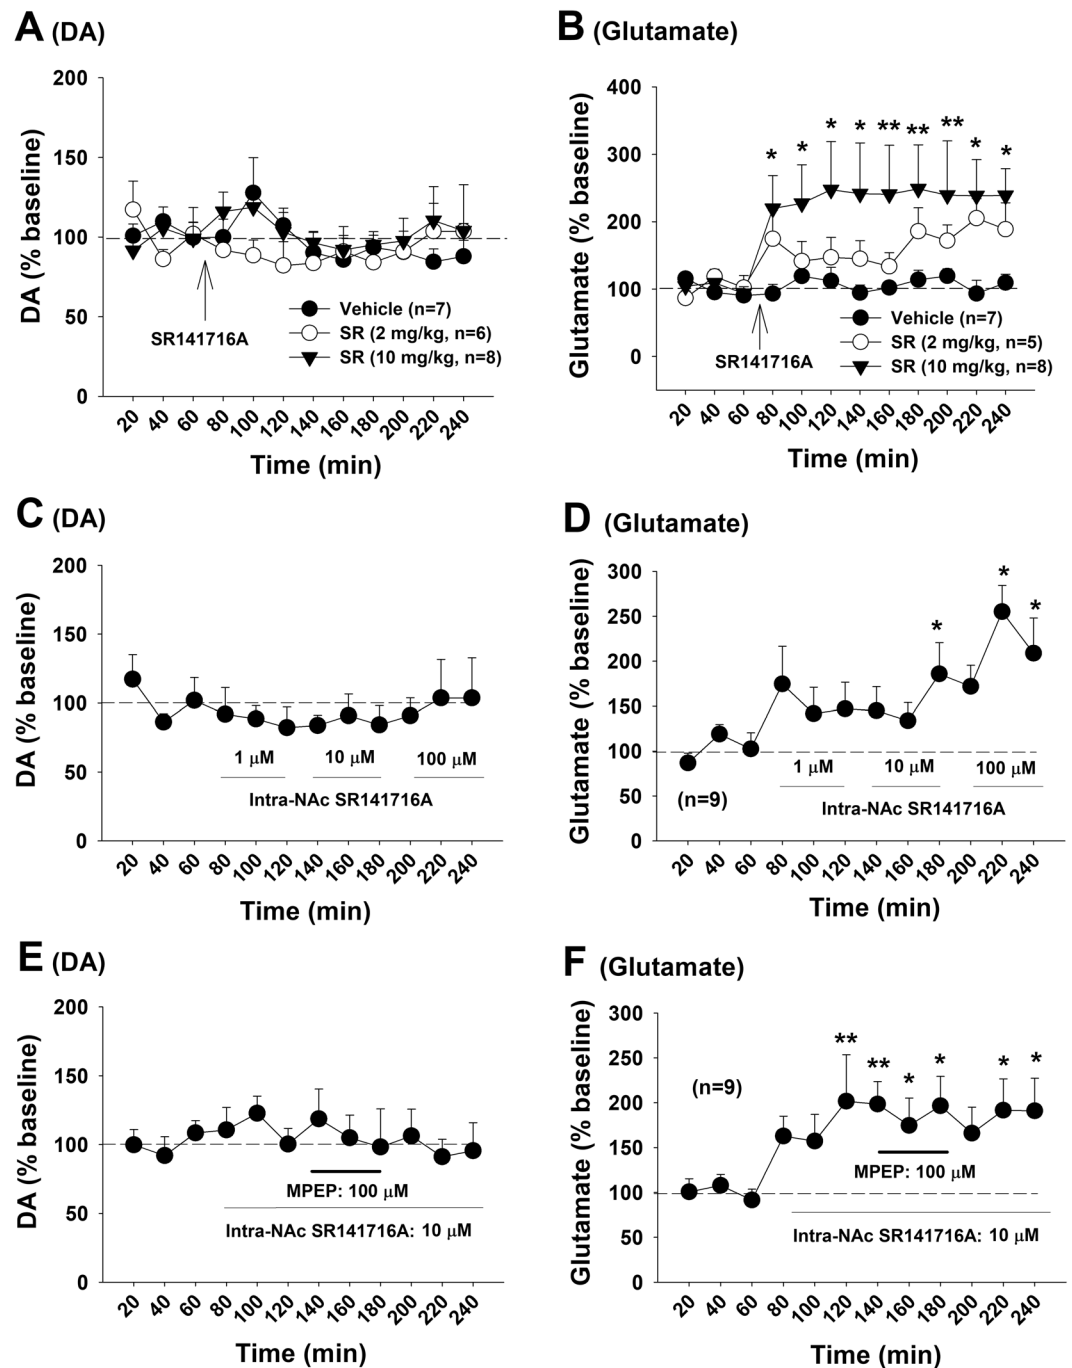 A (DA)
DA (% baseline)
200
150
100
50
0
SR141716A
Vehicle (n=7)
SR (2 mg/kg, n=6)
SR (10 mg/kg, n=8)
20 40 60 80 100 120 140 160 180 200 220 240
Time (min)
B (Glutamate)
Glutamate (% baseline)
400
300
200
100
0
* * * * ** ** ** * *
SR141716A
Vehicle (n=7)
SR (2 mg/kg, n=5)
SR (10 mg/kg, n=8)
20 40 60 80 100 120 140 160 180 200 220 240
Time (min)
C (DA)
DA (% baseline)
200
150
100
50
0
1 μM 10 μM 100 μM
Intra-NAc SR141716A
20 40 60 80 100 120 140 160 180 200 220 240
Time (min)
D (Glutamate)
Glutamate (% baseline)
300
250
200
150
100
50
0
* * *
1 μM 10 μM 100 μM
(n=9)
Intra-NAc SR141716A
20 40 60 80 100 120 140 160 180 200 220 240
Time (min)
E (DA)
DA (% baseline)
200
150
100
50
0
MPEP: 100 μM
Intra-NAc SR141716A: 10 μM
20 40 60 80 100 120 140 160 180 200 220 240
Time (min)
F (Glutamate)
Glutamate (% baseline)
300
250
200
150
100
50
0
** ** * * * *
(n=9)
MPEP: 100 μM
Intra-NAc SR141716A: 10 μM
20 40 60 80 100 120 140 160 180 200 220 240
Time (min)